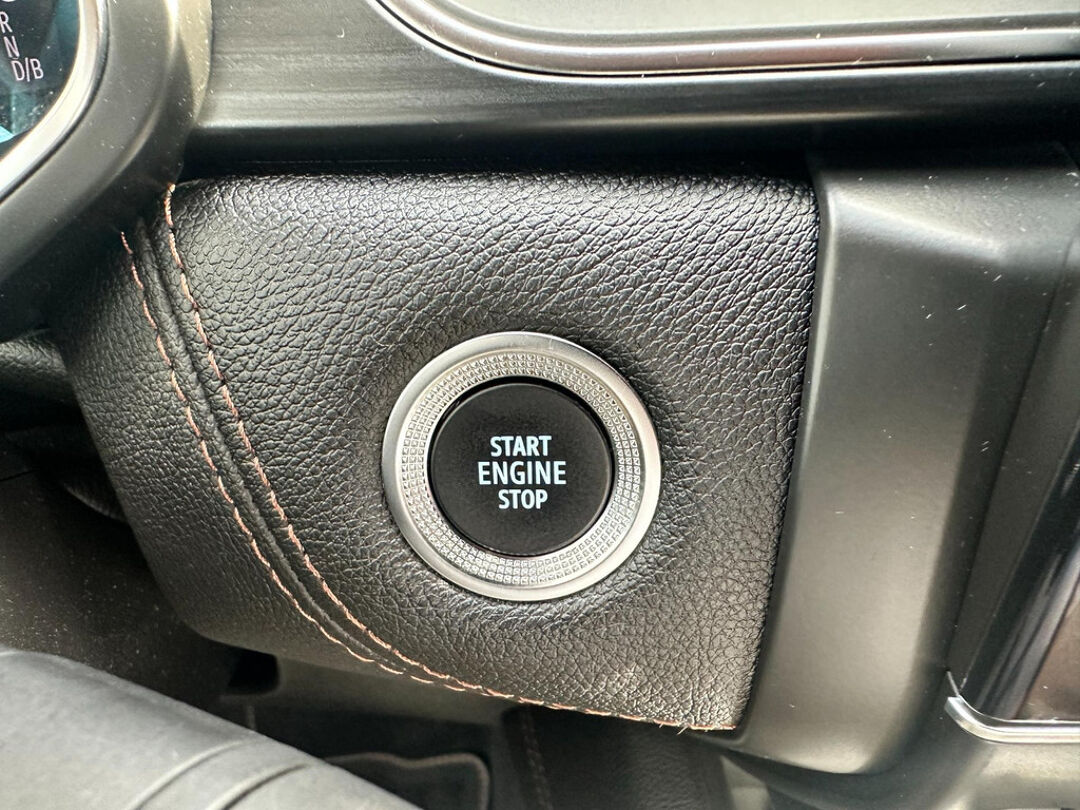 R
N
D/B
START
ENGINE
STOP